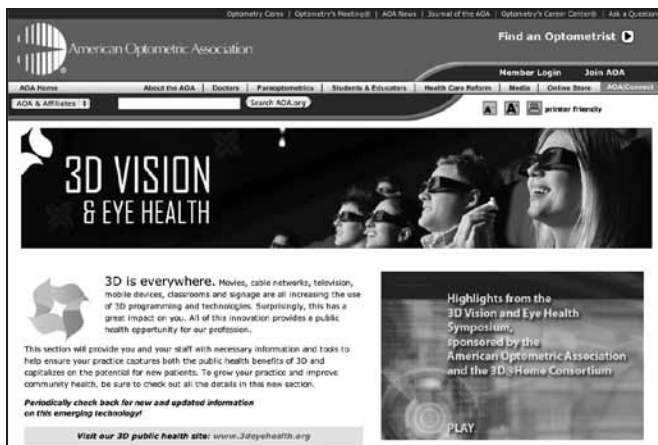 Optometry Cares | Optometry's Meeting® | AOA News | Journal of the AOA | Optometry's Career Center® | Ask a Question
American Optometric Association
Find an Optometrist
Member Login Join AOA
AOA Home About the AOA Doctors Paraoptometrics Students & Educators Health Care Reform Media Online Store AOAConnect
AOA & Affiliates Search AOA.org
A A printer friendly
3D VISION
& EYE HEALTH
3D is everywhere. Movies, cable networks, television,
mobile devices, classrooms and signage are all increasing the use
of 3D programming and technologies. Surprisingly, this has a
great impact on you. All of this innovation provides a public
health opportunity for our profession.
This section will provide you and your staff with necessary information and tools to
help ensure your practice captures both the public health benefits of 3D and
capitalizes on the potential for new patients. To grow your practice and improve
community health, be sure to check out all the details in this new section.
Periodically check back for new and updated information
on this emerging technology!
Visit our 3D public health site: www.3deyehealth.org
Highlights from the
3D Vision and Eye Health
Symposium,
sponsored by the
American Optometric Association
and the 3D@Home Consortium
PLAY